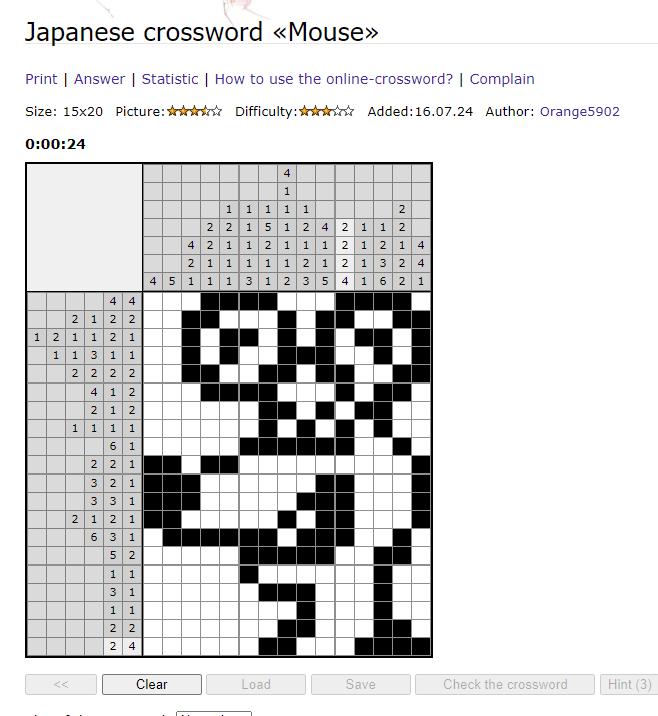 Japanese crossword «Mouse»
Print | Answer | Statistic | How to use the online-crossword? | Complain
Size: 15x20 Picture: Difficulty: Added:16.07.24 Author: Orange5902
0:00:24
4
1
1 1 1 1 1 2
2 2 1 5 1 2 4 2 1 1 2
4 2 1 1 2 1 1 2 2 1 2 1 4
2 1 1 1 1 1 2 1 2 1 3 2 4
4 5 1 1 1 3 1 2 3 5 4 1 6 2 1
4 4
2 1 2 2
1 2 1 1 2 1
1 1 3 1 1
2 2 2 2
4 1 2
2 1 2
1 1 1 1
6 1
2 2 1
3 2 1
3 3 1
2 1 2 1
6 3 1
5 2
1 1
3 1
1 1
2 2
2 4
<< Clear Load Save Check the crossword Hint (3)